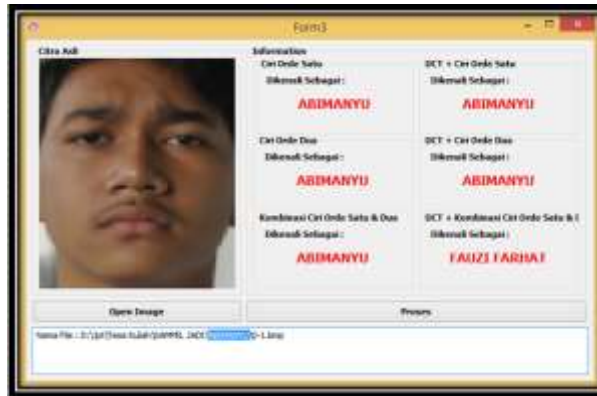 Form3
Citra Asli
Information
Ciri Orde Satu
Dikenali Sebagai :
ABIMANYU
DCT + Ciri Orde Satu
Dikenali Sebagai :
ABIMANYU
Ciri Orde Dua
Dikenali Sebagai :
ABIMANYU
DCT + Ciri Orde Dua
Dikenali Sebagai :
ABIMANYU
Kombinasi Ciri Orde Satu & Dua
Dikenali Sebagai :
ABIMANYU
DCT + Kombinasi Ciri Orde Satu & I
Dikenali Sebagai :
FAUZI FARHAT
Open Image
Proses
Nama File :